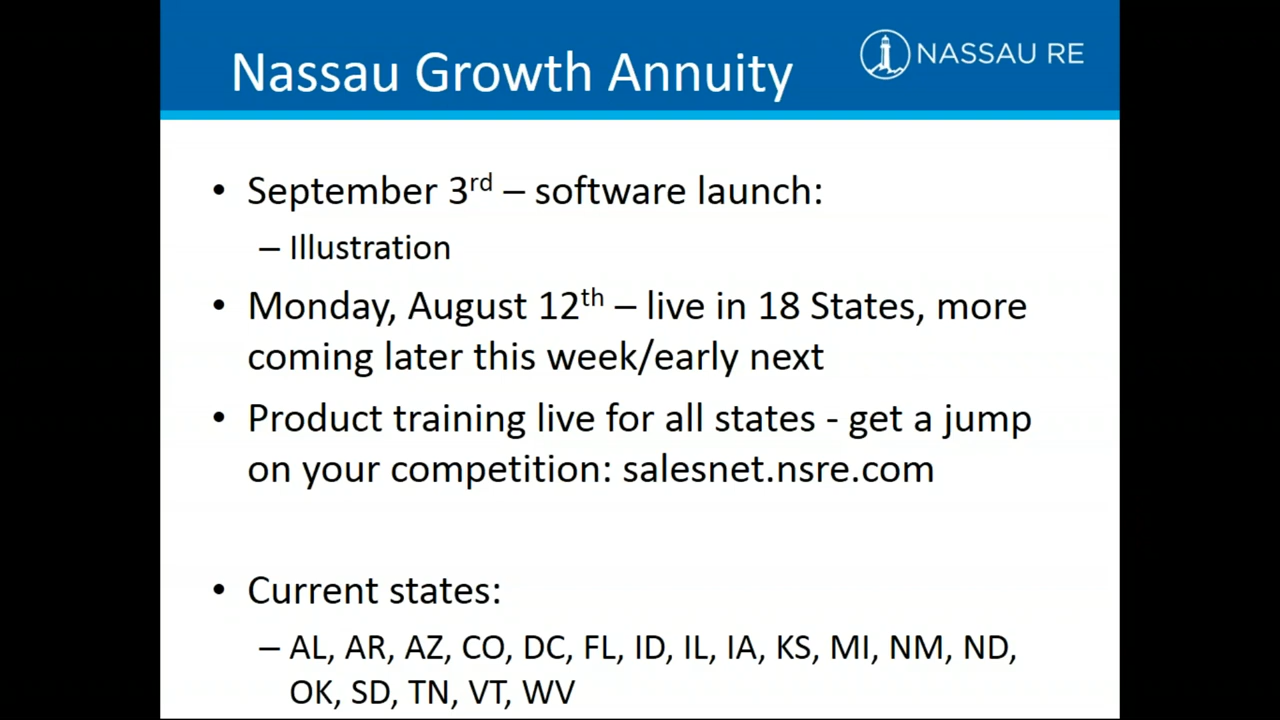 Nassau Growth Annuity
NASSAU RE
• September 3rd – software launch:
– Illustration
• Monday, August 12th – live in 18 States, more
coming later this week/early next
• Product training live for all states - get a jump
on your competition: salesnet.nsre.com
• Current states:
– AL, AR, AZ, CO, DC, FL, ID, IL, IA, KS, MI, NM, ND,
OK, SD, TN, VT, WV